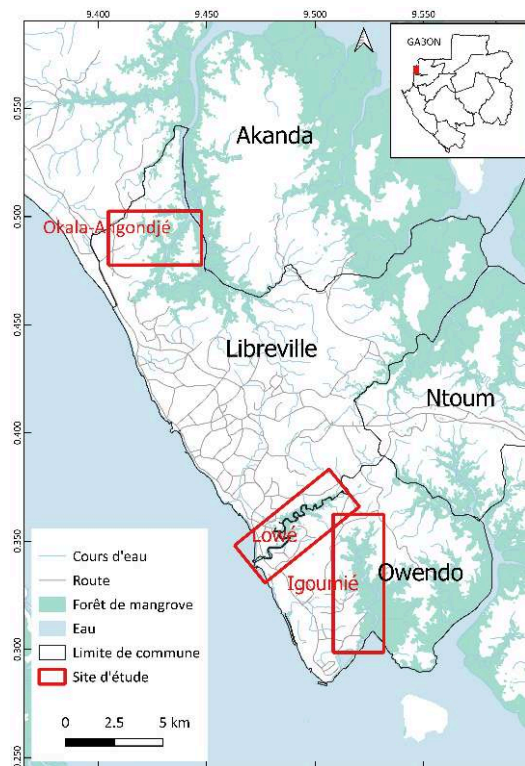 9.400
9.450
9.500
9.550
GABON
0.550
Akanda
0.500
Okala-Angondjé
0.450
Libreville
Ntoum
0.400
0.350
Lowé
Igoumié
Owendo
0.300
0.250
Cours d'eau
Route
Forêt de mangrove
Eau
Limite de commune
Site d'étude
0 2.5 5 km